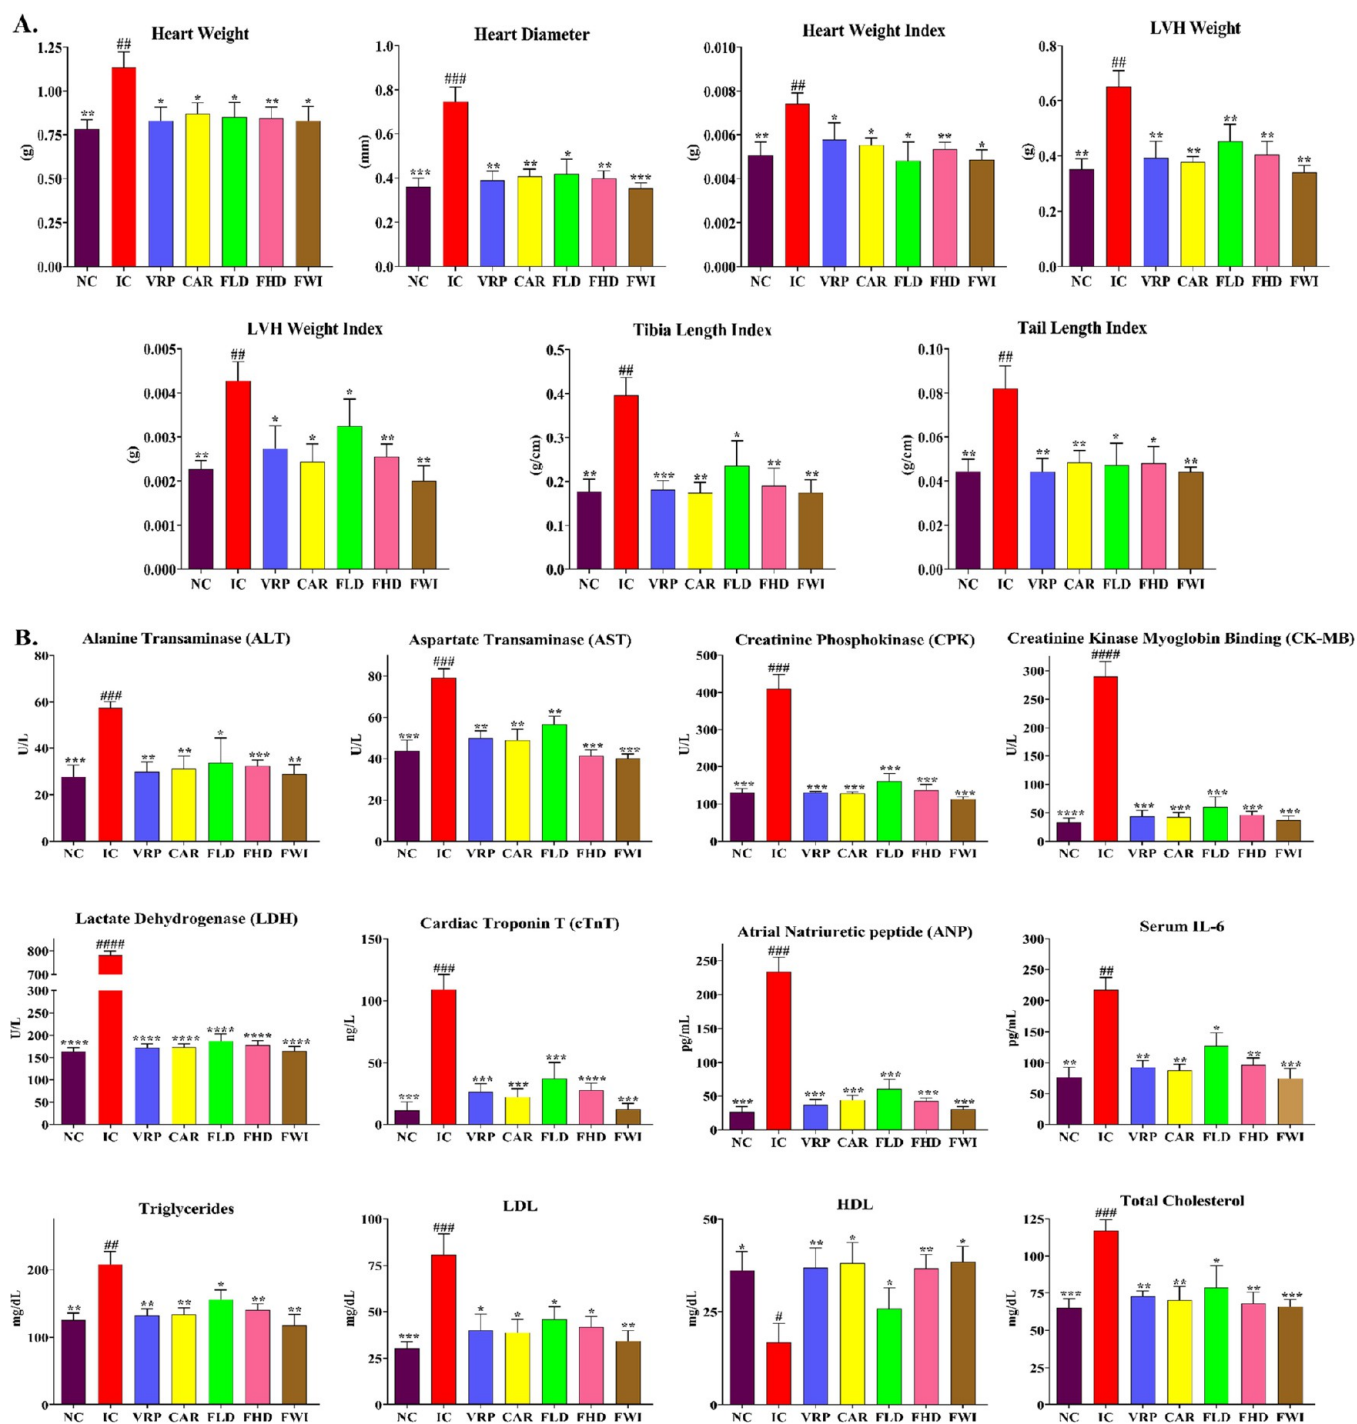 A.
Heart Weight
(g)
1.25
1.00
0.75
0.50
0.25
0.00
** ## * * * ** *
NC IC VRP CAR FLD FHD FWI
Heart Diameter
(mm)
1.0
0.8
0.6
0.4
0.2
0.0
*** ### ** ** * ** ***
NC IC VRP CAR FLD FHD FWI
Heart Weight Index
(g)
0.010
0.008
0.006
0.004
0.002
0.000
** ## * * * ** *
NC IC VRP CAR FLD FHD FWI
LVH Weight
(g)
0.8
0.6
0.4
0.2
0.0
** ## ** ** ** ** **
NC IC VRP CAR FLD FHD FWI
LVH Weight Index
(g)
0.005
0.004
0.003
0.002
0.001
0.000
** ## * * * ** **
NC IC VRP CAR FLD FHD FWI
Tibia Length Index
(g/cm)
0.5
0.4
0.3
0.2
0.1
0.0
** ## *** ** * ** **
NC IC VRP CAR FLD FHD FWI
Tail Length Index
(g/cm)
0.10
0.08
0.06
0.04
0.02
0.00
** ## ** ** * * **
NC IC VRP CAR FLD FHD FWI
B.
Alanine Transaminase (ALT)
U/L
80
60
40
20
0
*** ### ** ** * *** **
NC IC VRP CAR FLD FHD FWI
Aspartate Transaminase (AST)
U/L
80
60
40
20
0
*** ### ** ** ** *** ***
NC IC VRP CAR FLD FHD FWI
Creatinine Phosphokinase (CPK)
U/L
500
400
300
200
100
0
*** ### *** *** *** *** ***
NC IC VRP CAR FLD FHD FWI
Creatinine Kinase Myoglobin Binding (CK-MB)
U/L
300
250
200
150
100
50
0
**** #### *** *** *** *** ***
NC IC VRP CAR FLD FHD FWI
Lactate Dehydrogenase (LDH)
U/L
800
700
300
200
150
100
50
0
**** #### **** **** **** **** ****
NC IC VRP CAR FLD FHD FWI
Cardiac Troponin T (cTnT)
ng/L
150
100
50
0
*** ### *** *** *** **** ***
NC IC VRP CAR FLD FHD FWI
Atrial Natriuretic peptide (ANP)
pg/mL
250
200
150
100
50
0
*** ### *** *** *** *** ***
NC IC VRP CAR FLD FHD FWI
Serum IL-6
pg/mL
300
250
200
150
100
50
0
** ## ** ** * ** ***
NC IC VRP CAR FLD FHD FWI
Triglycerides
mg/dL
200
100
0
** ## ** ** * ** **
NC IC VRP CAR FLD FHD FWI
LDL
mg/dL
100
75
50
25
0
*** ### * * * * **
NC IC VRP CAR FLD FHD FWI
HDL
mg/dL
50
25
0
* # ** * * ** *
NC IC VRP CAR FLD FHD FWI
Total Cholesterol
mg/dL
125
100
75
50
25
0
*** ### ** ** * ** ***
NC IC VRP CAR FLD FHD FWI